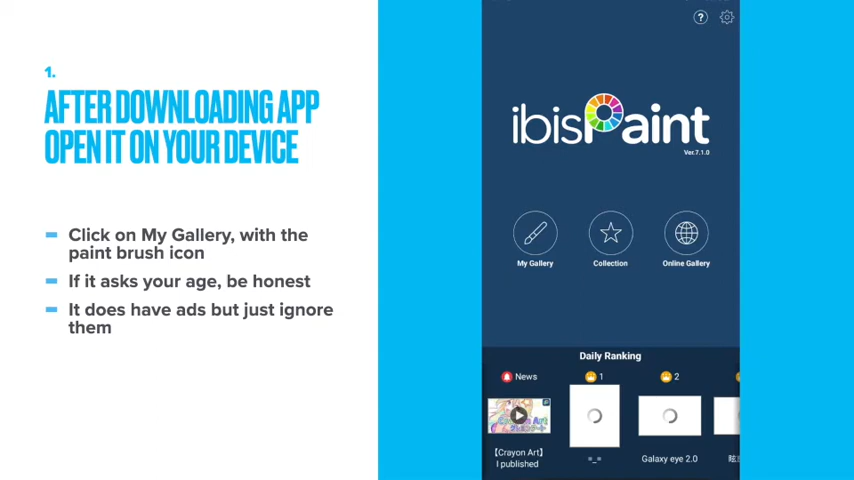 1.
AFTER DOWNLOADING APP
OPEN IT ON YOUR DEVICE
Click on My Gallery, with the
paint brush icon
If it asks your age, be honest
It does have ads but just ignore
them
?
ibisPaint
Ver.7.1.0
My Gallery
Collection
Online Gallery
Daily Ranking
News
1
2
【Crayon Art】
I published
=_=
Galaxy eye 2.0